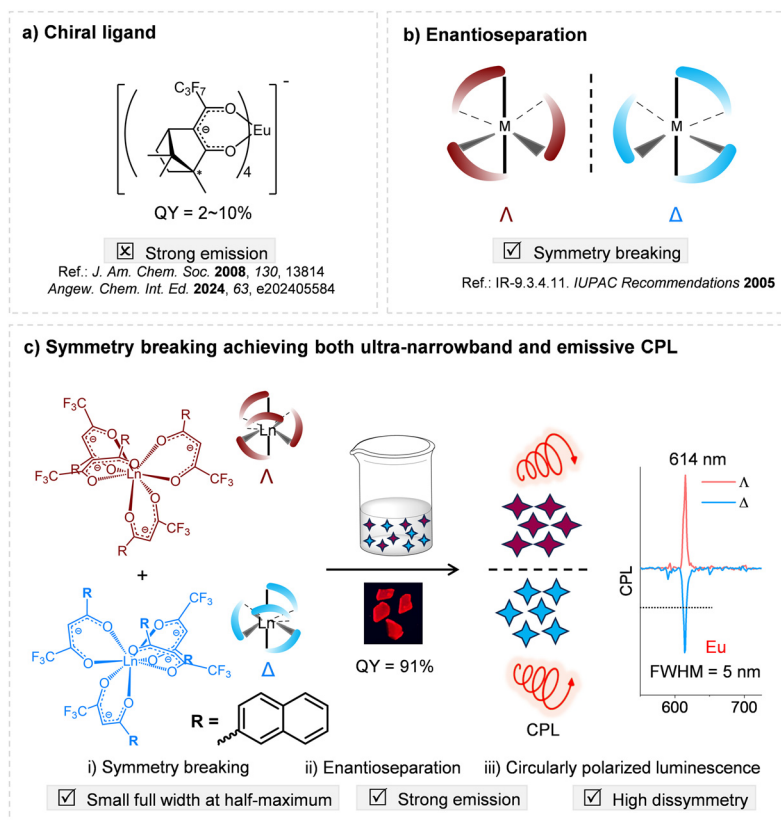 a) Chiral ligand
C3F7
O
Eu
O
*
4
−
QY = 2~10%
☒ Strong emission
Ref.: J. Am. Chem. Soc. 2008, 130, 13814
Angew. Chem. Int. Ed. 2024, 63, e202405584
b) Enantioseparation
M
M
Λ
Δ
☑ Symmetry breaking
Ref.: IR-9.3.4.11. IUPAC Recommendations 2005
c) Symmetry breaking achieving both ultra-narrowband and emissive CPL
F3C
R
O
R
O
F3C
R
O
O
Ln
O
O
CF3
O
O
CF3
R
Ln
Λ
+
R
CF3
O
R
O
F3C
O
Ln
R
O
O
O
CF3
O
O
F3C
R
Ln
Δ
R =
QY = 91%
CPL
614 nm
Λ
Δ
CPL
Eu
FWHM = 5 nm
600
700
i) Symmetry breaking
ii) Enantioseparation
iii) Circularly polarized luminescence
☑ Small full width at half-maximum
☑ Strong emission
☑ High dissymmetry